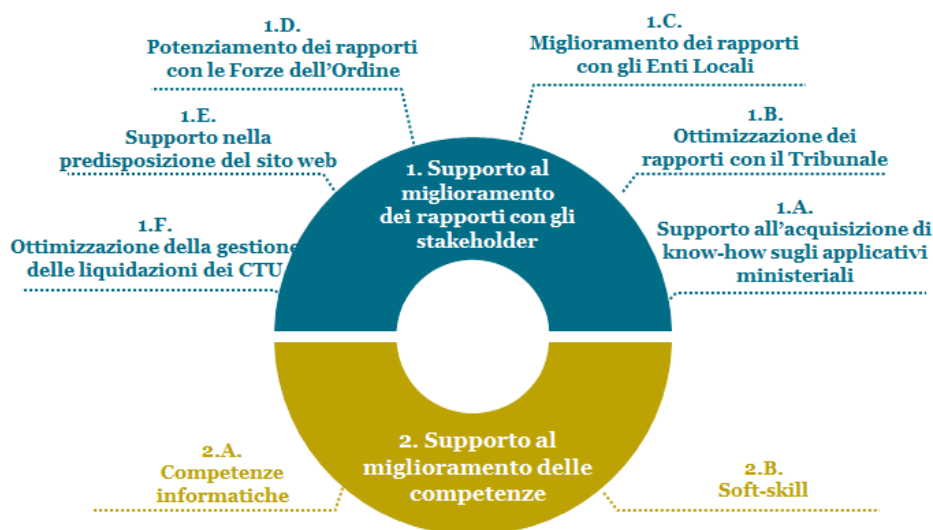 1.D.
Potenziamento dei rapporti
con le Forze dell'Ordine
1.C.
Miglioramento dei rapporti
con gli Enti Locali
1.E.
Supporto nella
predisposizione del sito web
1.B.
Ottimizzazione dei
rapporti con il Tribunale
1. Supporto al
miglioramento
dei rapporti con gli
stakeholder
1.F.
Ottimizzazione della gestione
delle liquidazioni dei CTU
1.A.
Supporto all'acquisizione di
know-how sugli applicativi
ministeriali
2. Supporto al
miglioramento delle
competenze
2.A.
Competenze
informatiche
2.B.
Soft-skill